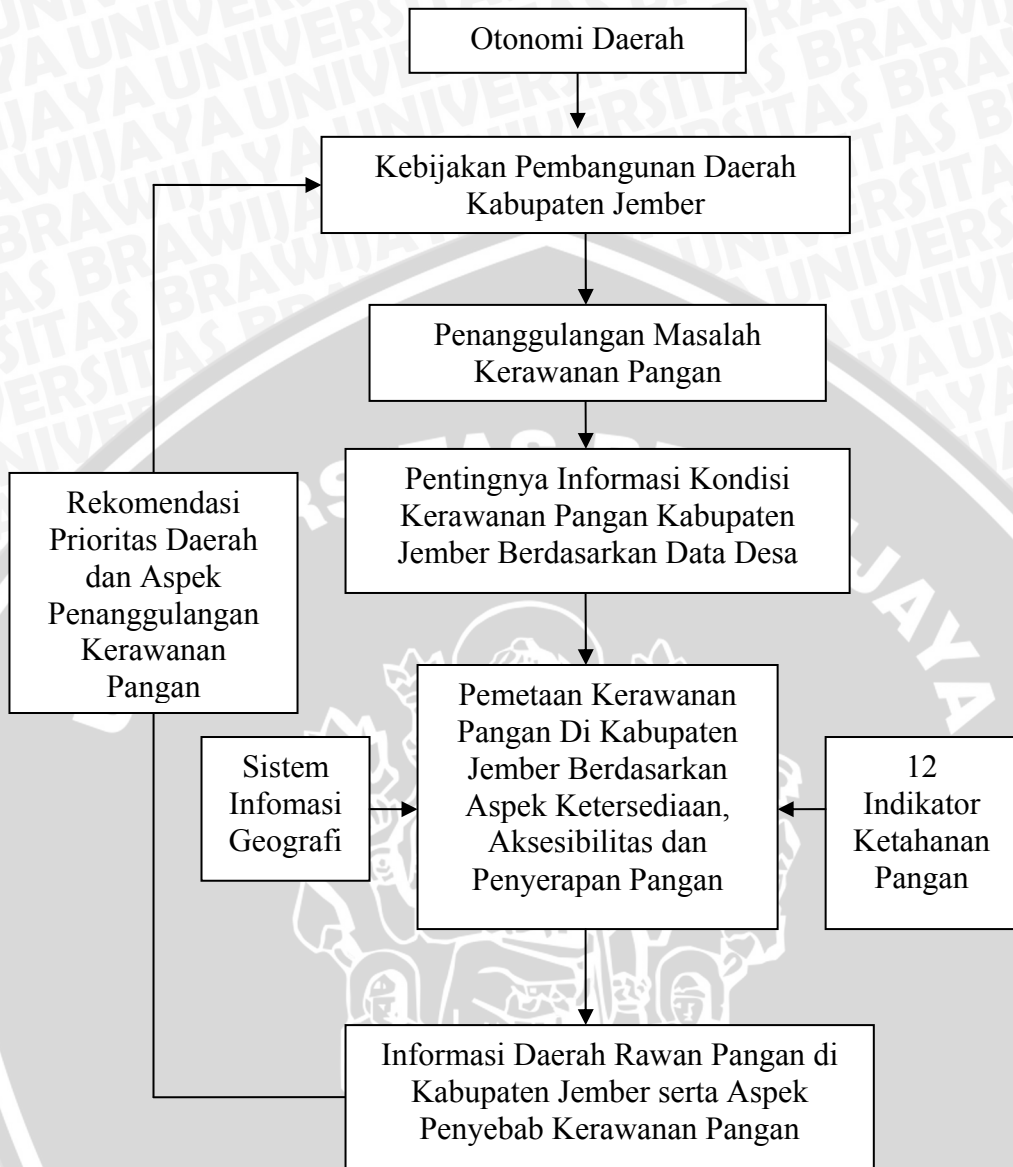 Otonomi Daerah
Kebijakan Pembangunan Daerah
Kabupaten Jember
Penanggulangan Masalah
Kerawanan Pangan
Pentingnya Informasi Kondisi
Kerawanan Pangan Kabupaten
Jember Berdasarkan Data Desa
Rekomendasi
Prioritas Daerah
dan Aspek
Penanggulangan
Kerawanan
Pangan
Pemetaan Kerawanan
Pangan Di Kabupaten
Jember Berdasarkan
Aspek Ketersediaan,
Aksesibilitas dan
Penyerapan Pangan
Sistem
Infomasi
Geografi
12
Indikator
Ketahanan
Pangan
Informasi Daerah Rawan Pangan di
Kabupaten Jember serta Aspek
Penyebab Kerawanan Pangan